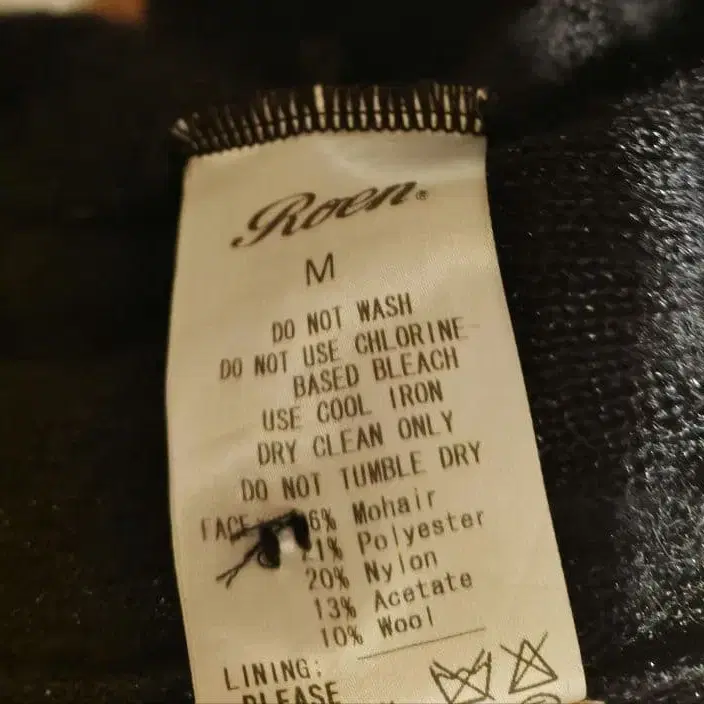 Roen®
M
DO NOT WASH
DO NOT USE CHLORINE-
BASED BLEACH
USE COOL IRON
DRY CLEAN ONLY
DO NOT TUMBLE DRY
FACE 6% Mohair
1% Polyester
20% Nylon
13% Acetate
10% Wool
LINING:
PLEASE